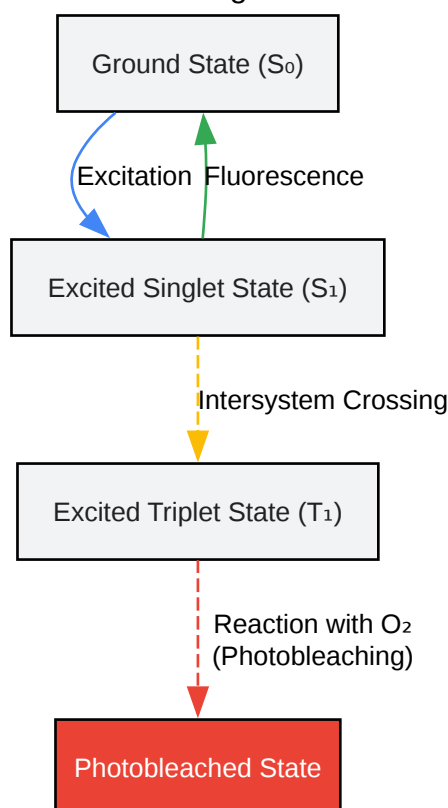 Ground State (S₀)
Excitation
Fluorescence
Excited Singlet State (S₁)
Intersystem Crossing
Excited Triplet State (T₁)
Reaction with O₂
(Photobleaching)
Photobleached State